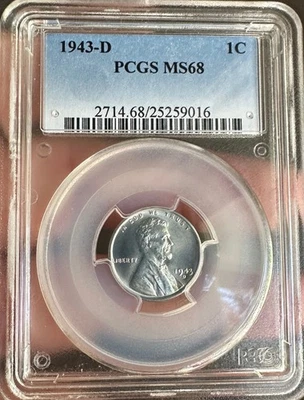 1943-D 1C
PCGS MS68
2714.68/25259016
IN GOD WE TRUST
LIBERTY
1943
D